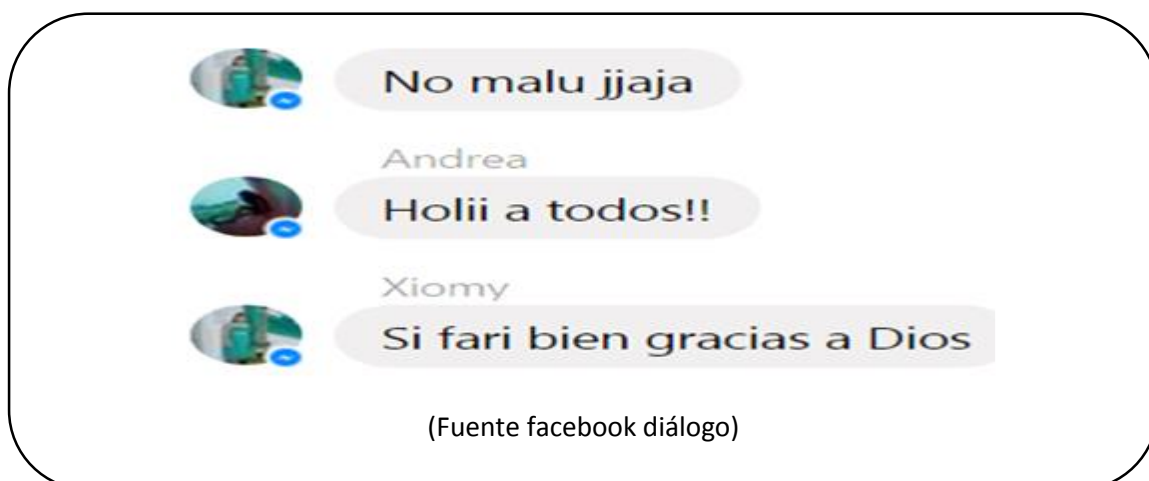 No malu jjaja
Andrea
Holii a todos!!
Xiomy
Si fari bien gracias a Dios
(Fuente facebook diálogo)